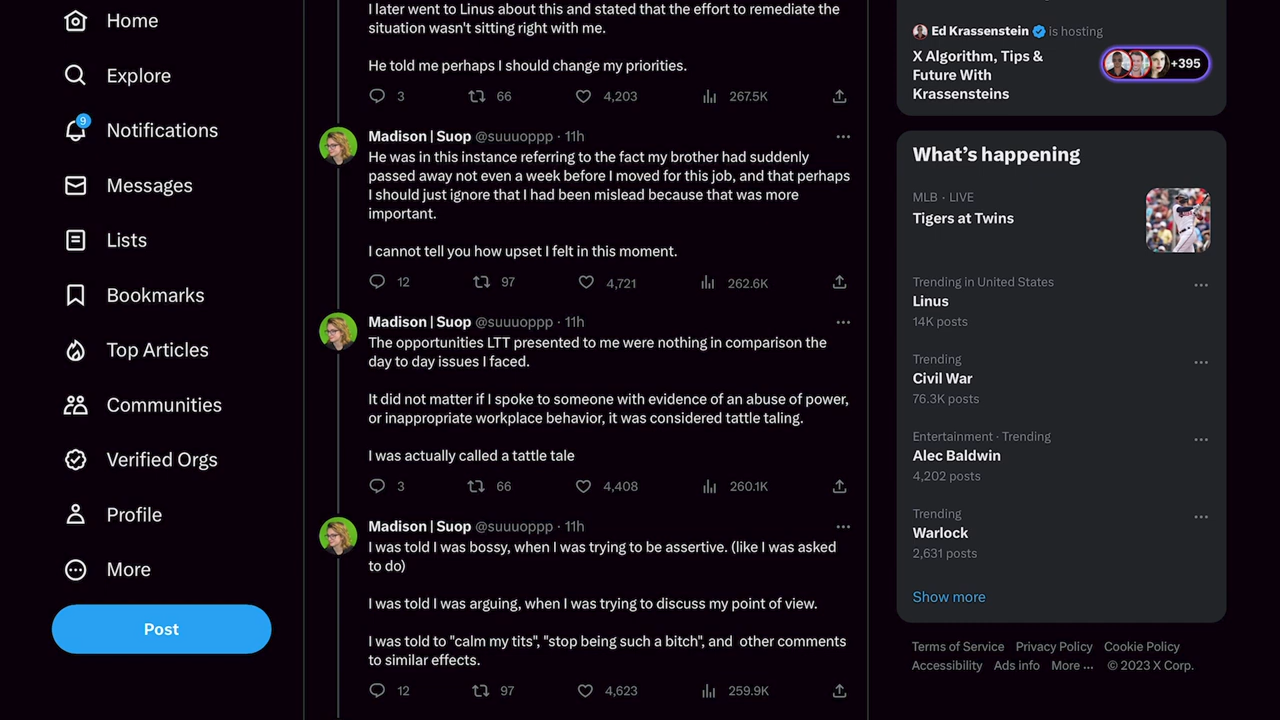 Home
Explore
9
Notifications
Messages
Lists
Bookmarks
Top Articles
Communities
Verified Orgs
Profile
More
Post
I later went to Linus about this and stated that the effort to remediate the
situation wasn't sitting right with me.
He told me perhaps I should change my priorities.
3 66 4,203 267.5K
Madison | Suop @suuuoppp · 11h
He was in this instance referring to the fact my brother had suddenly
passed away not even a week before I moved for this job, and that perhaps
I should just ignore that I had been mislead because that was more
important.
I cannot tell you how upset I felt in this moment.
12 97 4,721 262.6K
Madison | Suop @suuuoppp · 11h
The opportunities LTT presented to me were nothing in comparison the
day to day issues I faced.
It did not matter if I spoke to someone with evidence of an abuse of power,
or inappropriate workplace behavior, it was considered tattle taling.
I was actually called a tattle tale
3 66 4,408 260.1K
Madison | Suop @suuuoppp · 11h
I was told I was bossy, when I was trying to be assertive. (like I was asked
to do)
I was told I was arguing, when I was trying to discuss my point of view.
I was told to "calm my tits", "stop being such a bitch", and other comments
to similar effects.
12 97 4,623 259.9K
Ed Krassenstein is hosting
X Algorithm, Tips &
Future With
Krassensteins
+395
What's happening
MLB · LIVE
Tigers at Twins
Trending in United States
Linus
14K posts
Trending
Civil War
76.3K posts
Entertainment · Trending
Alec Baldwin
4,202 posts
Trending
Warlock
2,631 posts
Show more
Terms of Service Privacy Policy Cookie Policy
Accessibility Ads info More ... © 2023 X Corp.